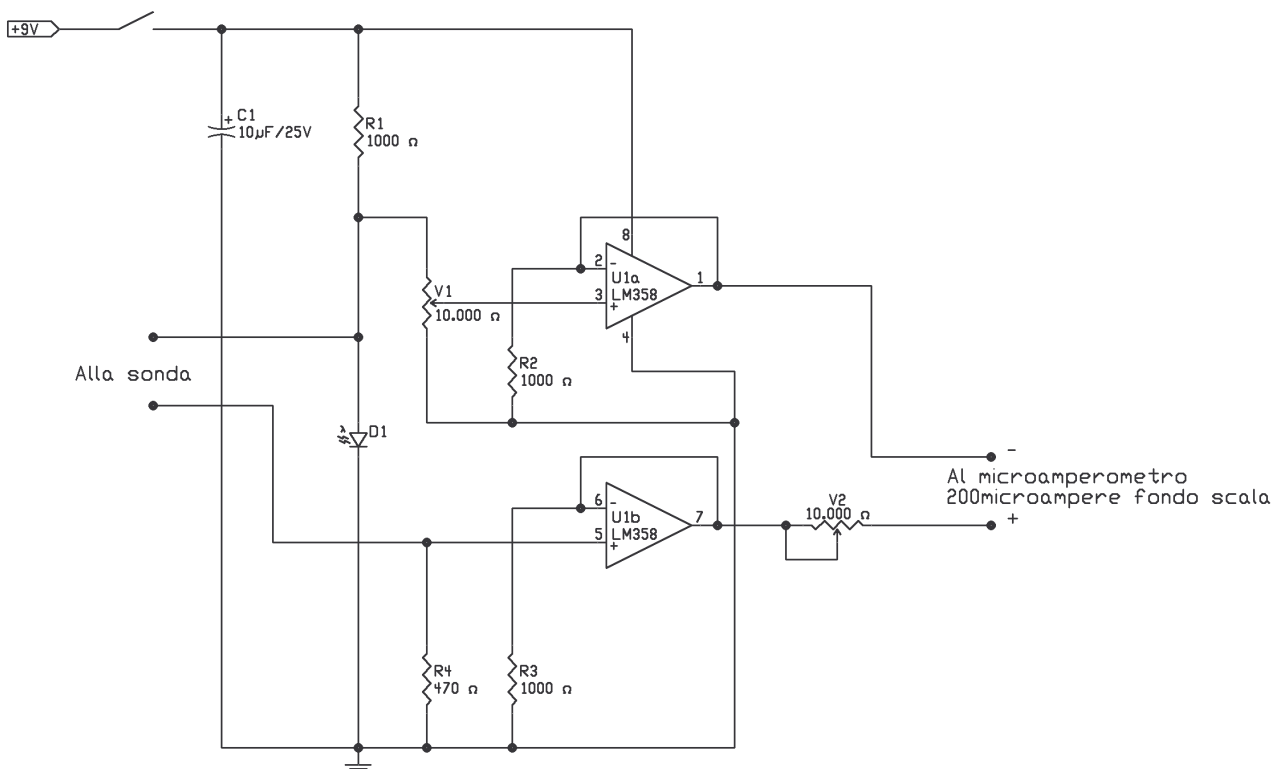 +9V
+ C1
10µF/25V
R1
1000 Ω
8
2 -
U1a
1
V1
3
LM358
+
10.000 Ω
4
R2
1000 Ω
Alla sonda
D1
-
Al microamperometro
200microampere fondo scala
+
6 -
U1b
7
5
LM358
+
V2
10.000 Ω
R4
470 Ω
R3
1000 Ω